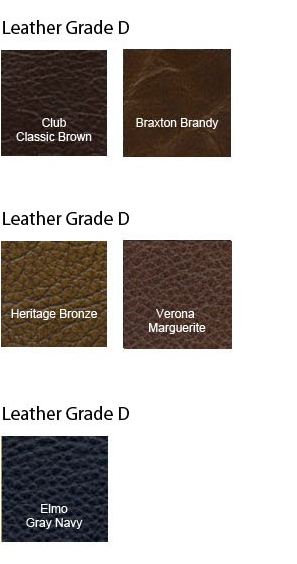 Leather Grade D
Club
Classic Brown
Braxton Brandy
Leather Grade D
Heritage Bronze
Verona
Marguerite
Leather Grade D
Elmo
Gray Navy